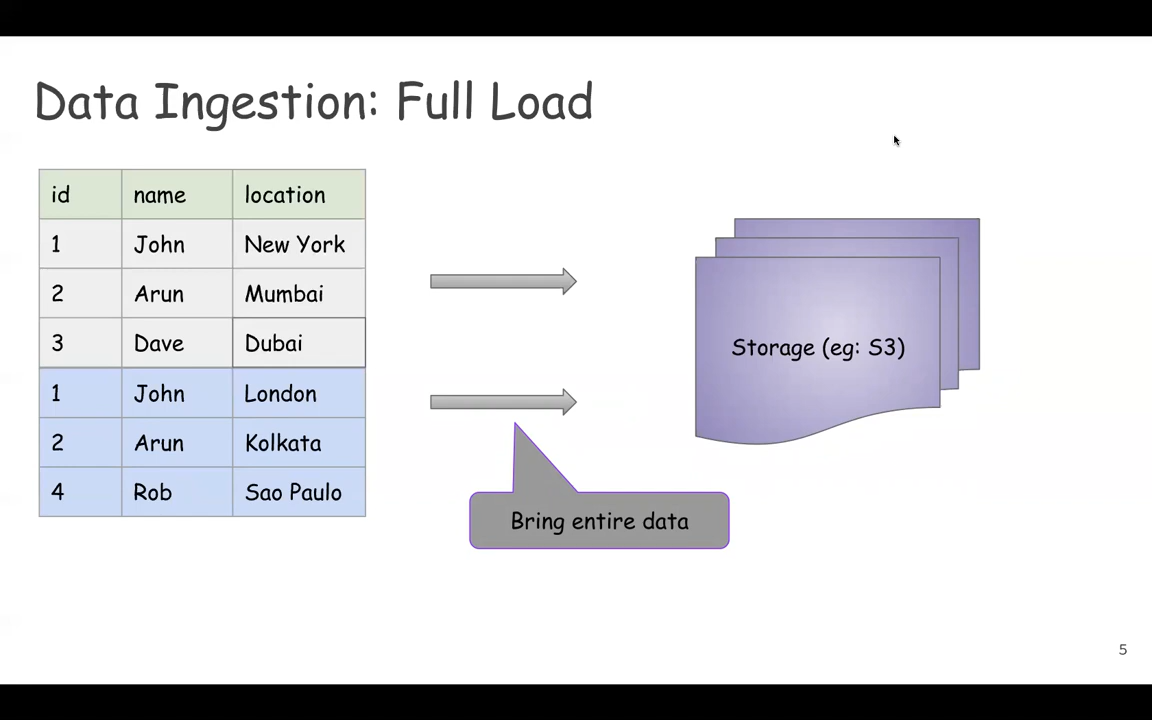 Data Ingestion: Full Load
id name location
1 John New York
2 Arun Mumbai
3 Dave Dubai
1 John London
2 Arun Kolkata
4 Rob Sao Paulo
Storage (eg: S3)
Bring entire data
5